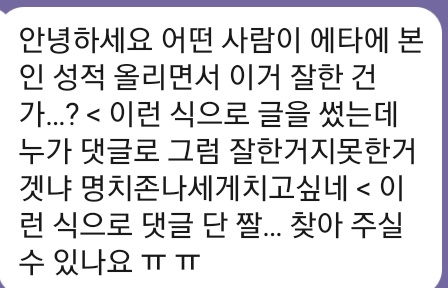 안녕하세요 어떤 사람이 에타에 본
인 성적 올리면서 이거 잘한 건
가...? < 이런 식으로 글을 썼는데
누가 댓글로 그럼 잘한거지못한거
겟냐 명치존나세게치고싶네 < 이
런 식으로 댓글 단 짤... 찾아 주실
수 있나요 ㅠ ㅠ